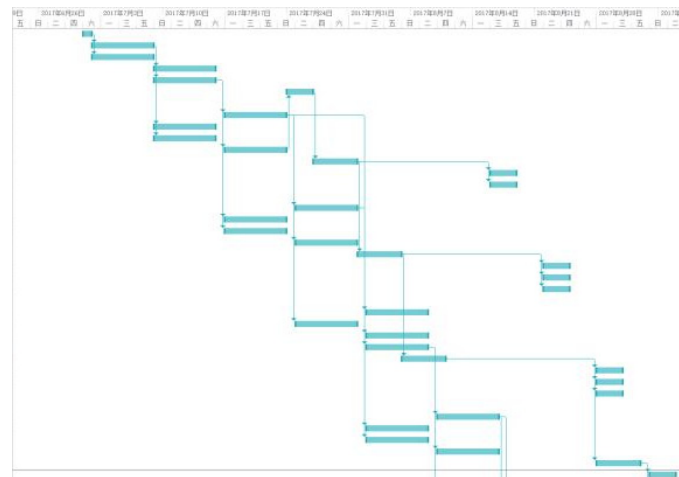 9日 2017年6月26日 2017年7月3日 2017年7月10日 2017年7月17日 2017年7月24日 2017年7月31日 2017年8月7日 2017年8月14日 2017年8月21日 2017年8月28日
五 日 二 四 六 一 三 五 日 二 四 六 一 三 五 日 二 四 六 一 三 五 日 二 四 六 一 三 五 日 二 四 六 一 三 五 日 二